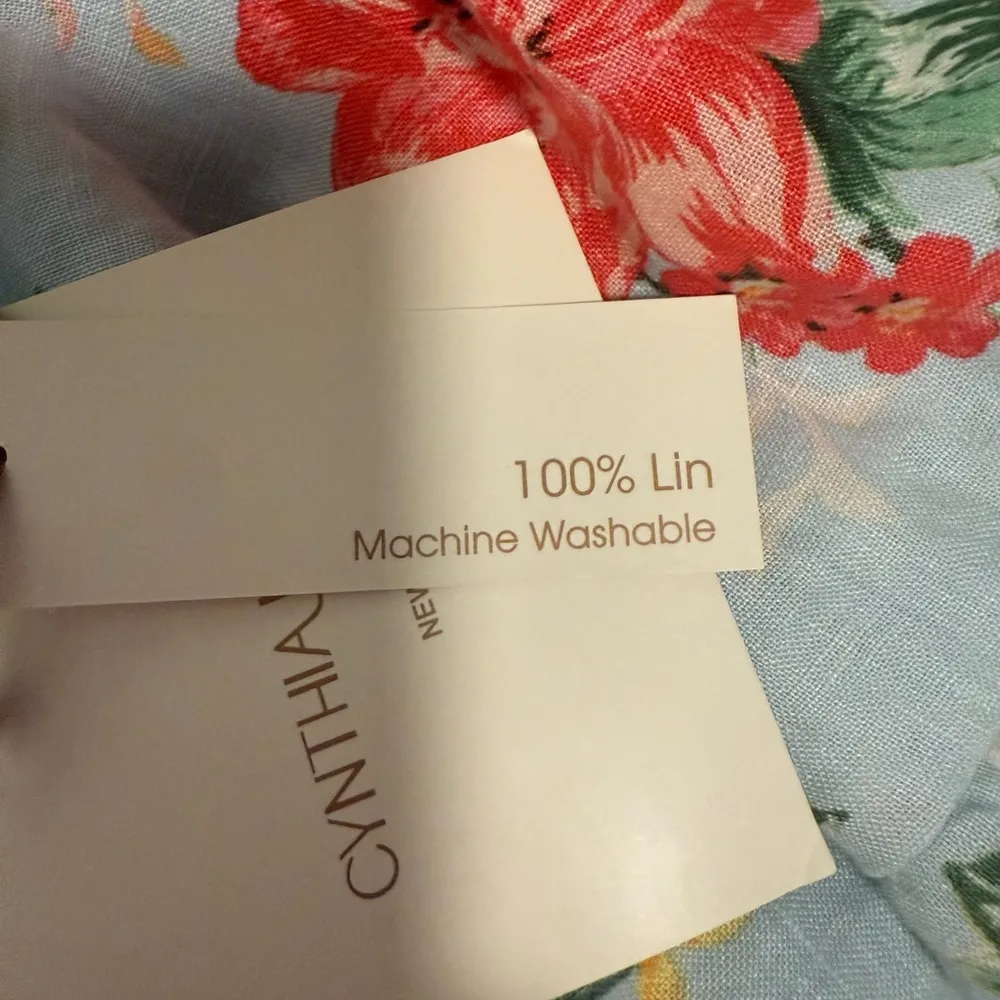 100% Lin
Machine Washable
CYNTHIA
NEW